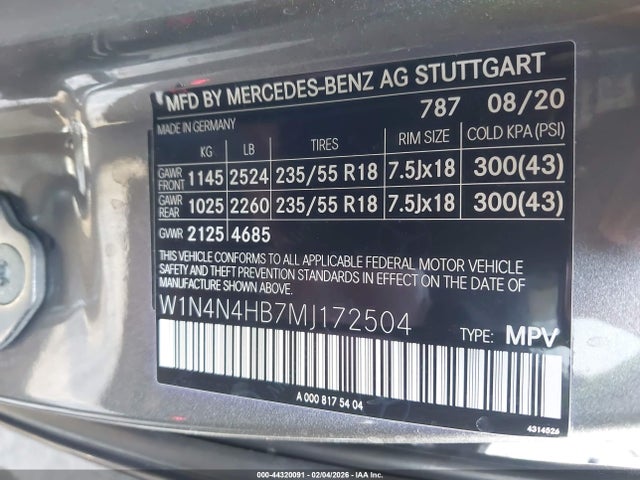 MFD BY MERCEDES-BENZ AG STUTTGART
787 08/20
MADE IN GERMANY
KG LB TIRES RIM SIZE COLD KPA(PSI)
GAWR FRONT 1145 2524 235/55 R18 7.5Jx18 300(43)
GAWR REAR 1025 2260 235/55 R18 7.5Jx18 300(43)
GVWR 2125 4685
THIS VEHICLE CONFORMS TO ALL APPLICABLE FEDERAL MOTOR VEHICLE
SAFETY AND THEFT PREVENTION STANDARDS IN EFFECT ON THE DATE OF
MANUFACTURE SHOWN ABOVE.
W1N4N4HB7MJ172504
TYPE: MPV
A 000 817 54 04
4314526
000-44320091 - 02/04/2026 - IAA Inc.